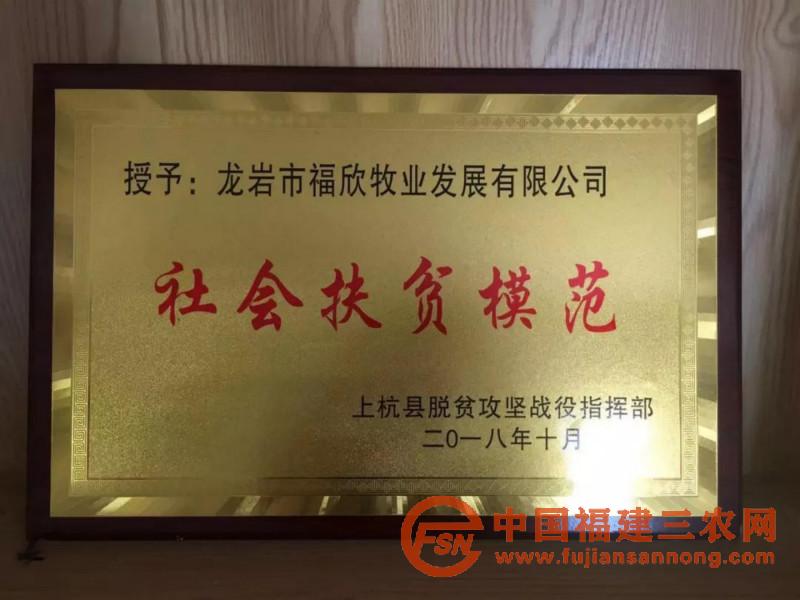 授予：龙岩市福欣牧业发展有限公司
社会扶贫模范
上杭县脱贫攻坚战役指挥部
二〇一八年十月
FSN
中国福建三农网
www.fujiansannong.com